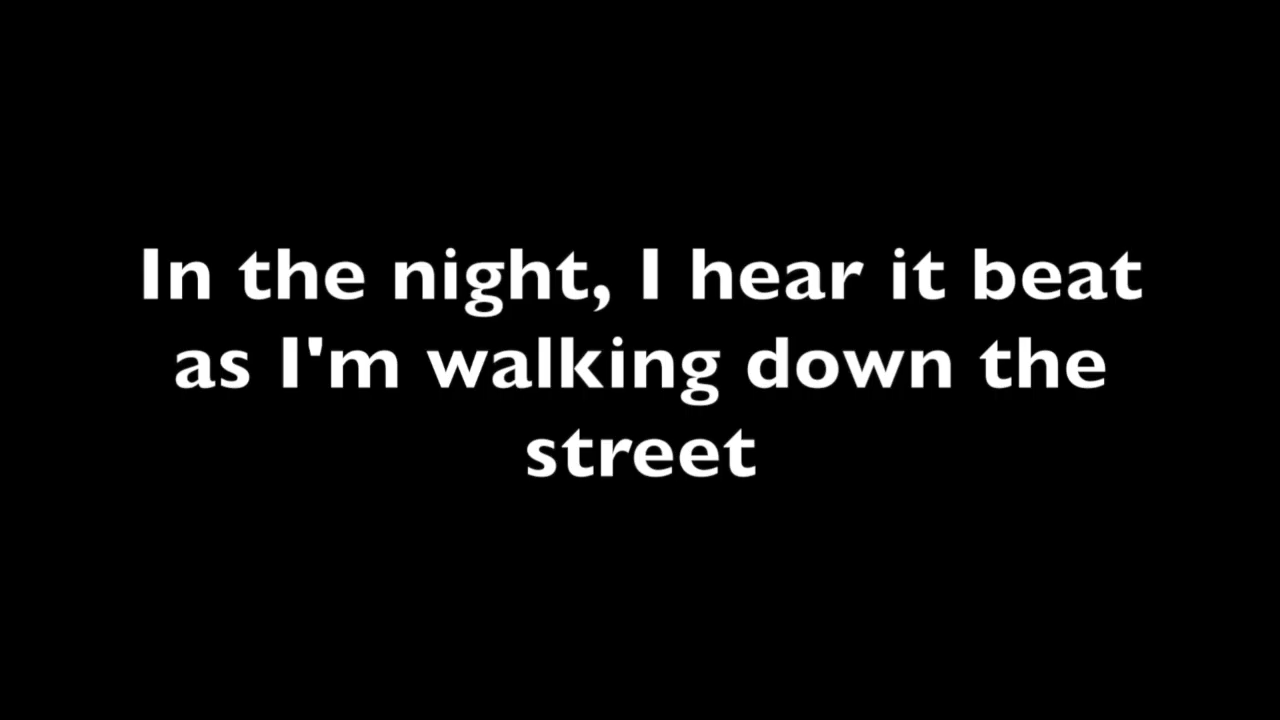 In the night, I hear it beat
as I'm walking down the
street